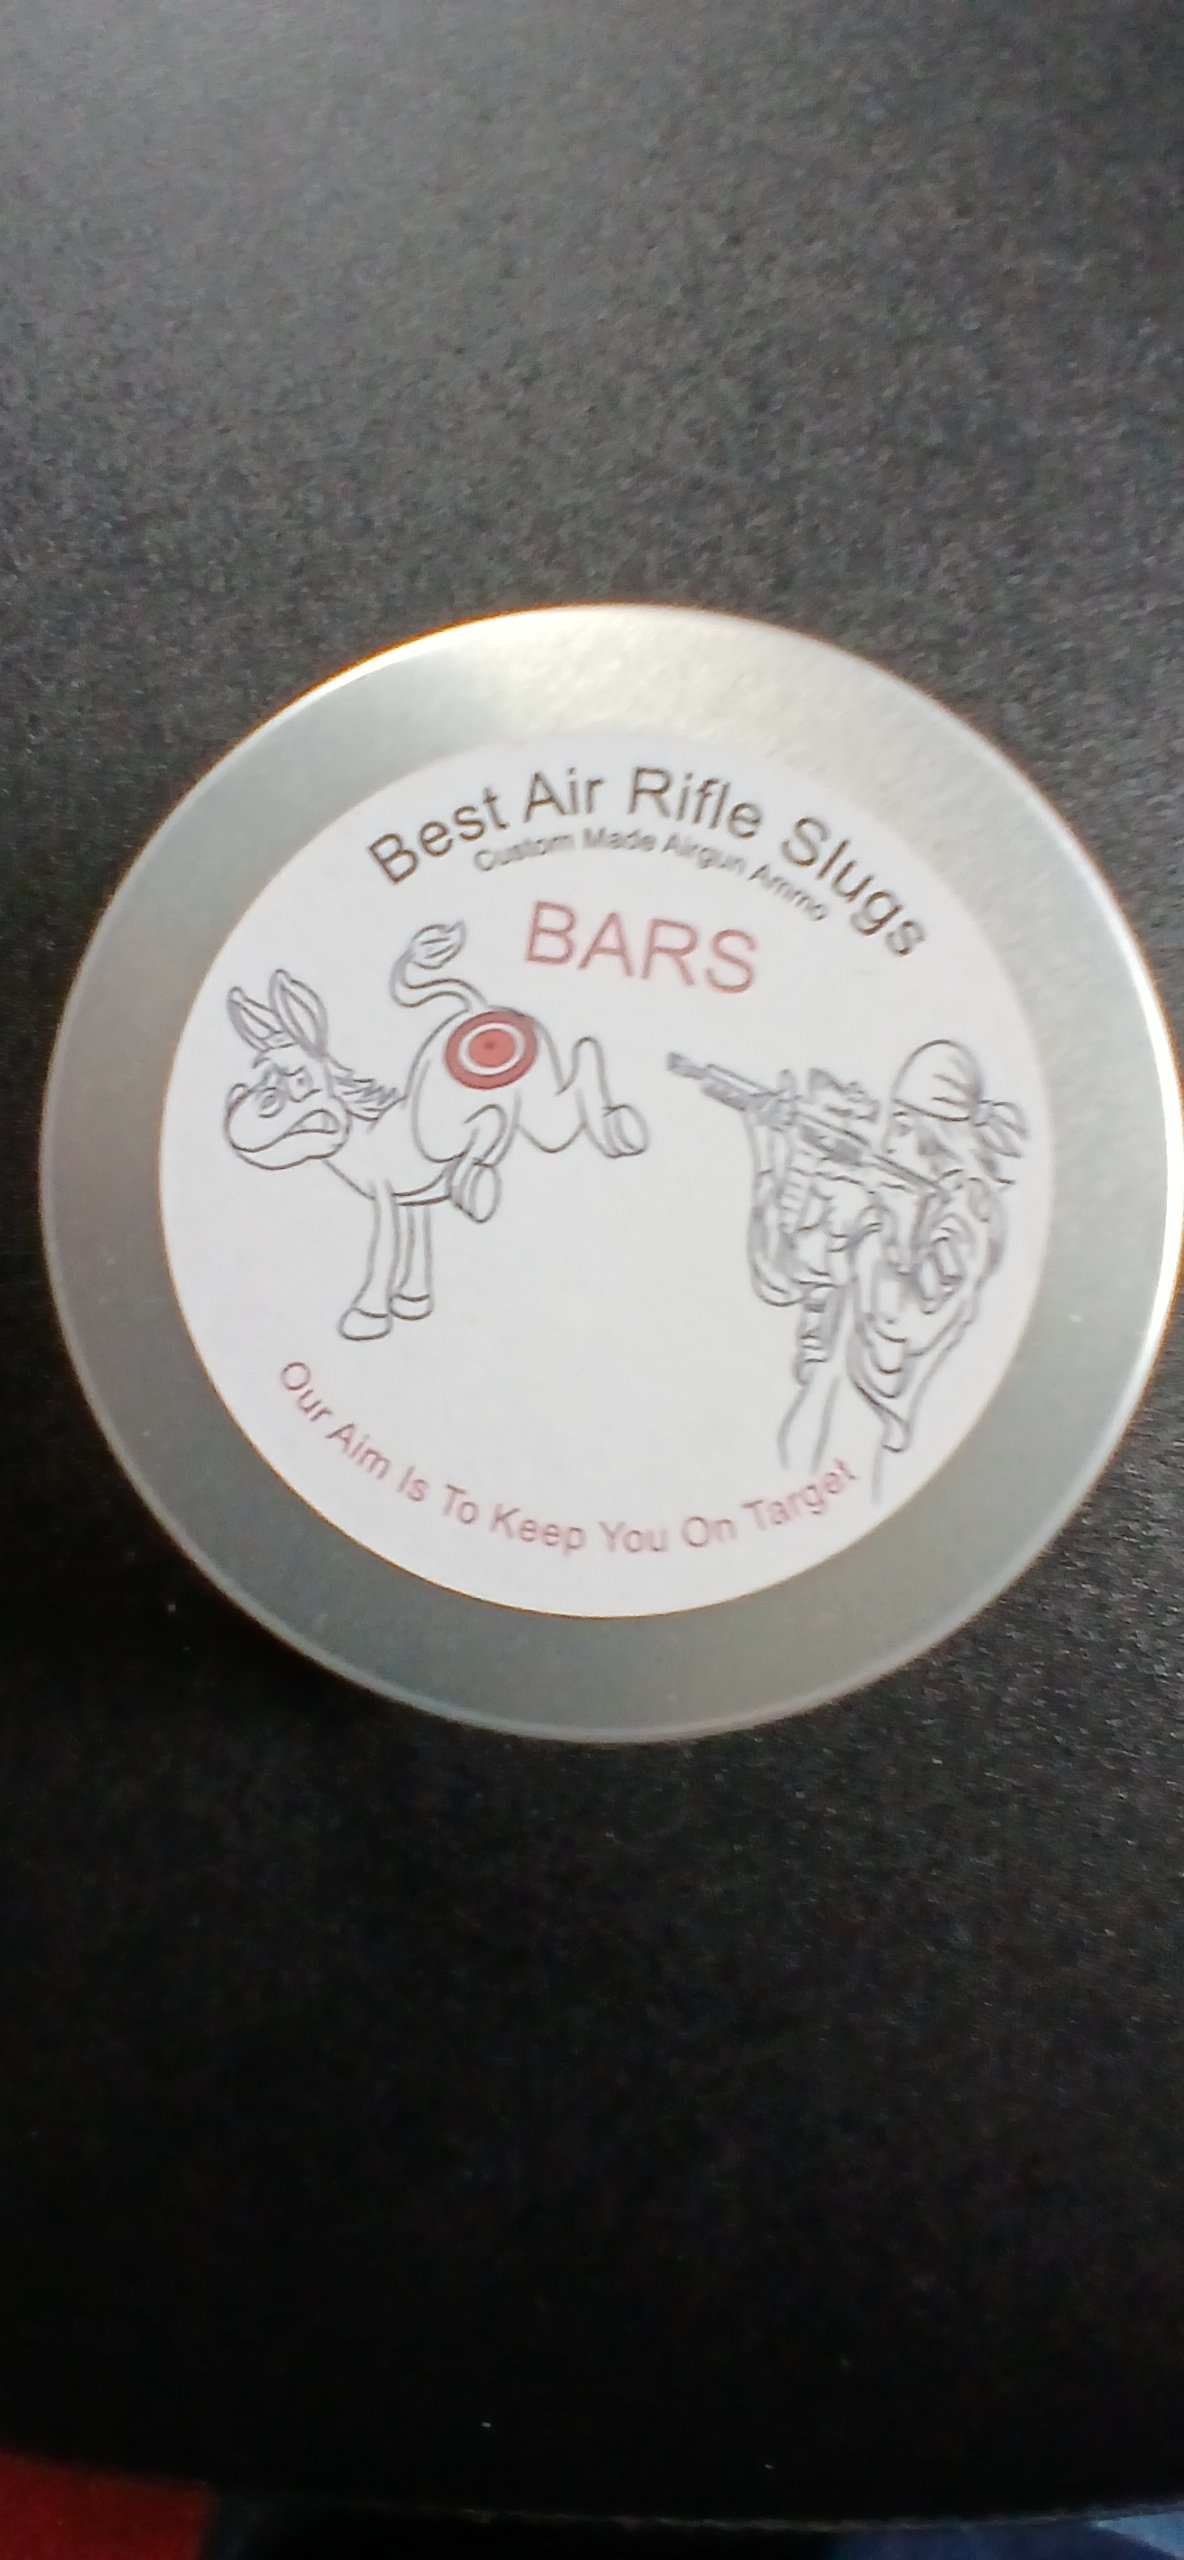 Best Air Rifle Slugs
Custom Made Airgun Ammo
BARS
Our Aim Is To Keep You On Target